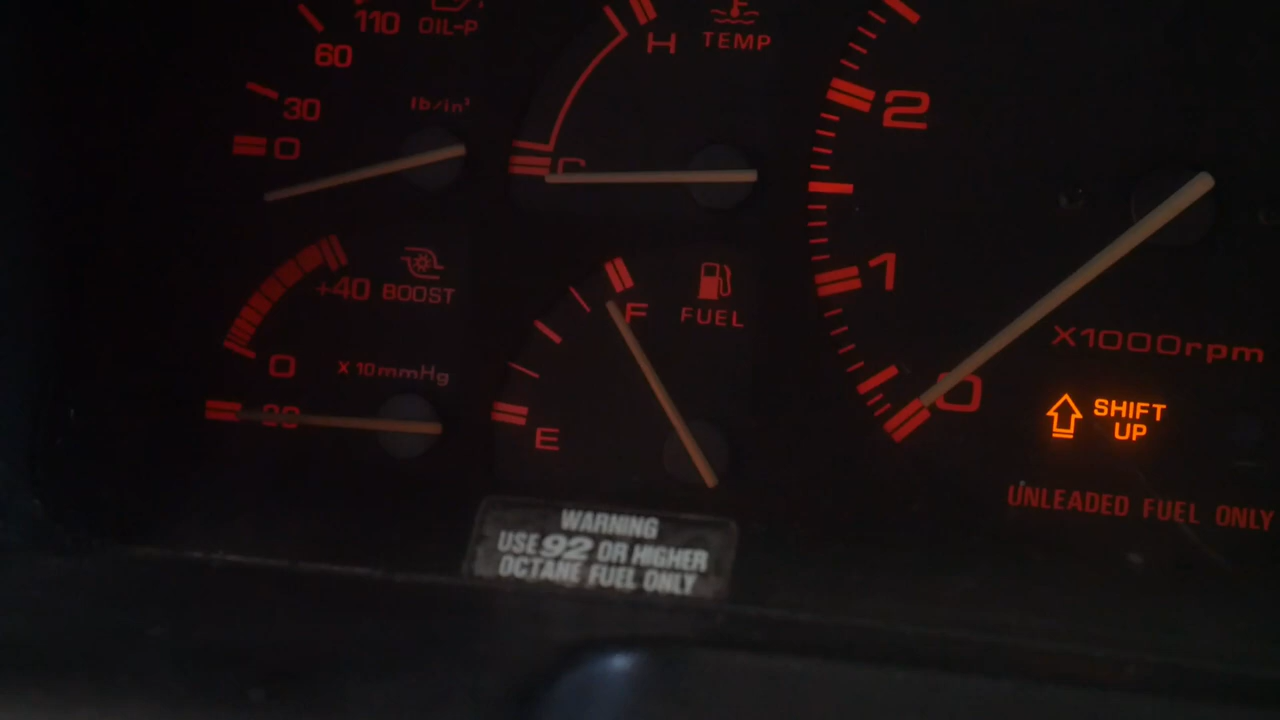 110
OIL-P
60
30
lb/in²
0
H
TEMP
C
2
1
0
X1000rpm
SHIFT
UP
UNLEADED FUEL ONLY
+40
BOOST
0
X 10mmHg
F
FUEL
E
WARNING
USE 92 OR HIGHER
OCTANE FUEL ONLY